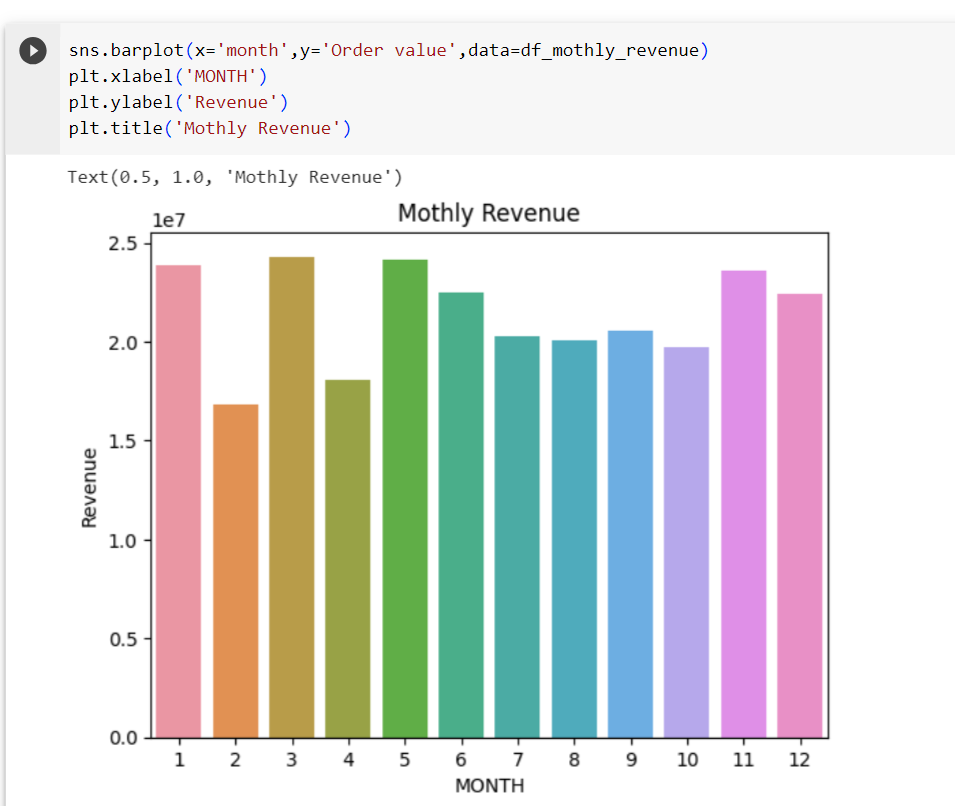 sns.barplot(x='month',y='Order value',data=df_mothly_revenue)
plt.xlabel('MONTH')
plt.ylabel('Revenue')
plt.title('Mothly Revenue')
Text(0.5, 1.0, 'Mothly Revenue')
Mothly Revenue
1e7
2.5
2.0
1.5
1.0
0.5
0.0
Revenue
1 2 3 4 5 6 7 8 9 10 11 12
MONTH